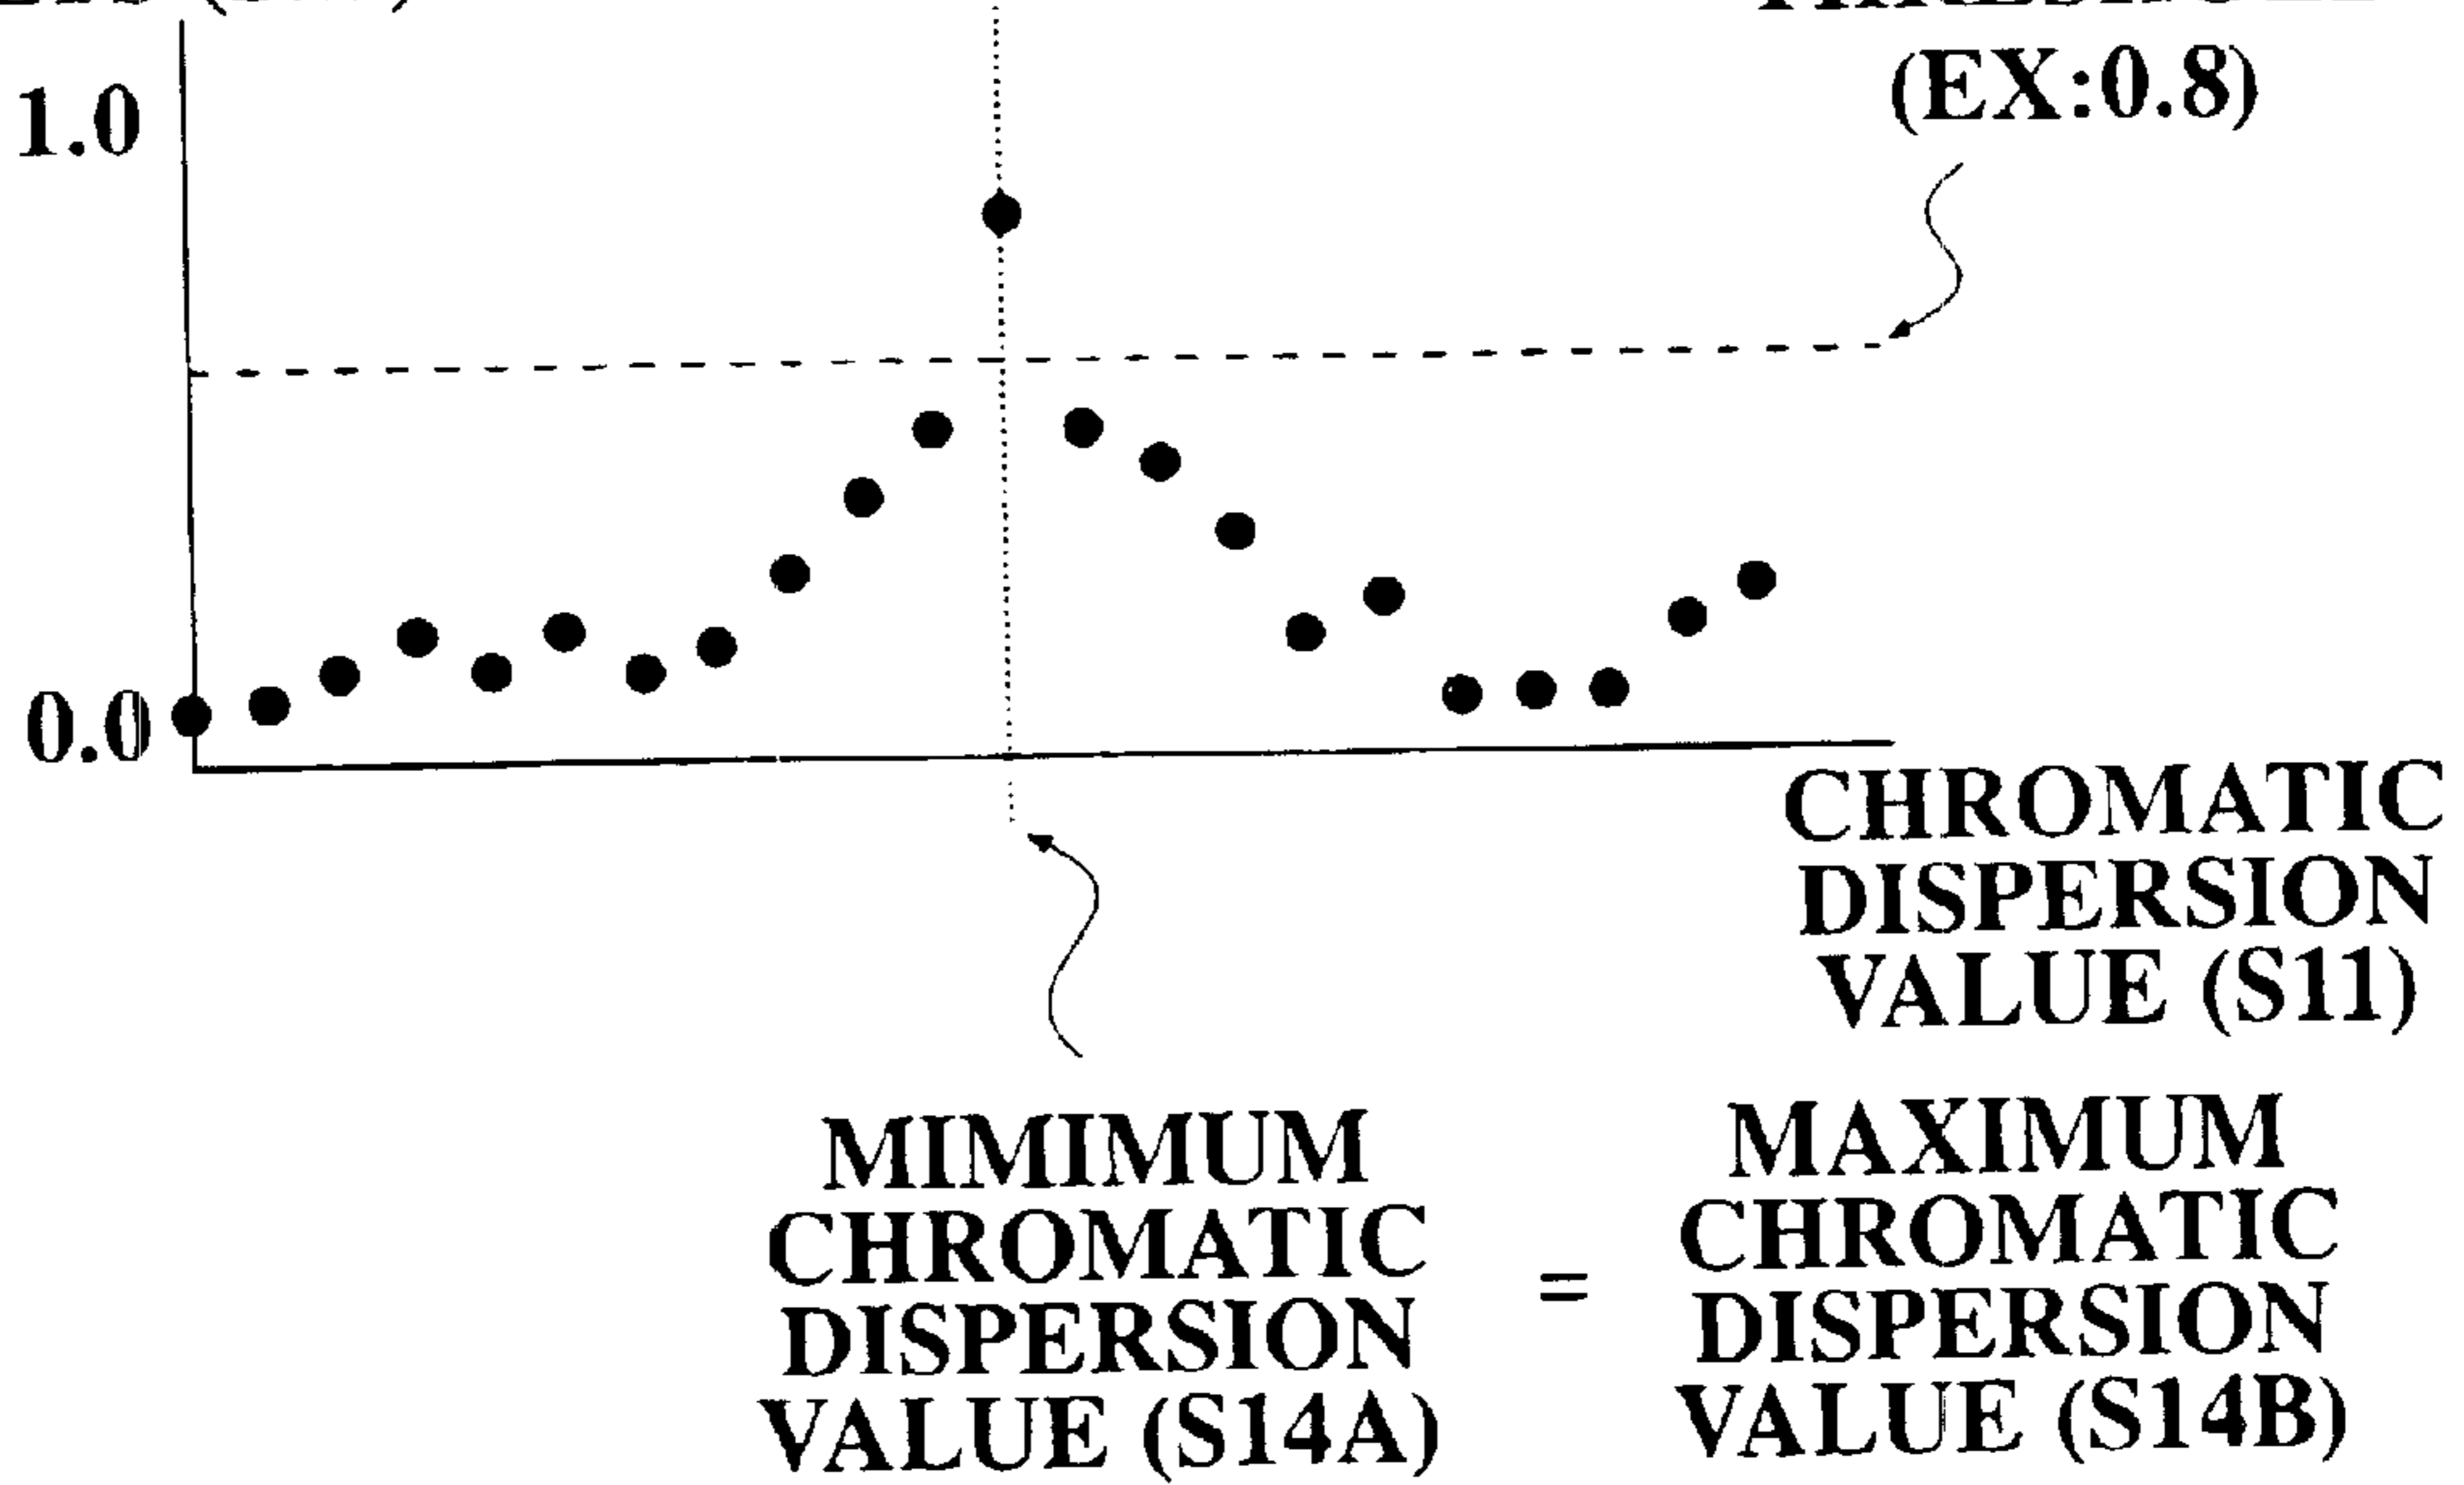 (EX:0.8)
1.0
0.0
CHROMATIC
DISPERSION
VALUE (S11)
MIMIMUM
CHROMATIC
DISPERSION
VALUE (S14A)
=
MAXIMUM
CHROMATIC
DISPERSION
VALUE (S14B)